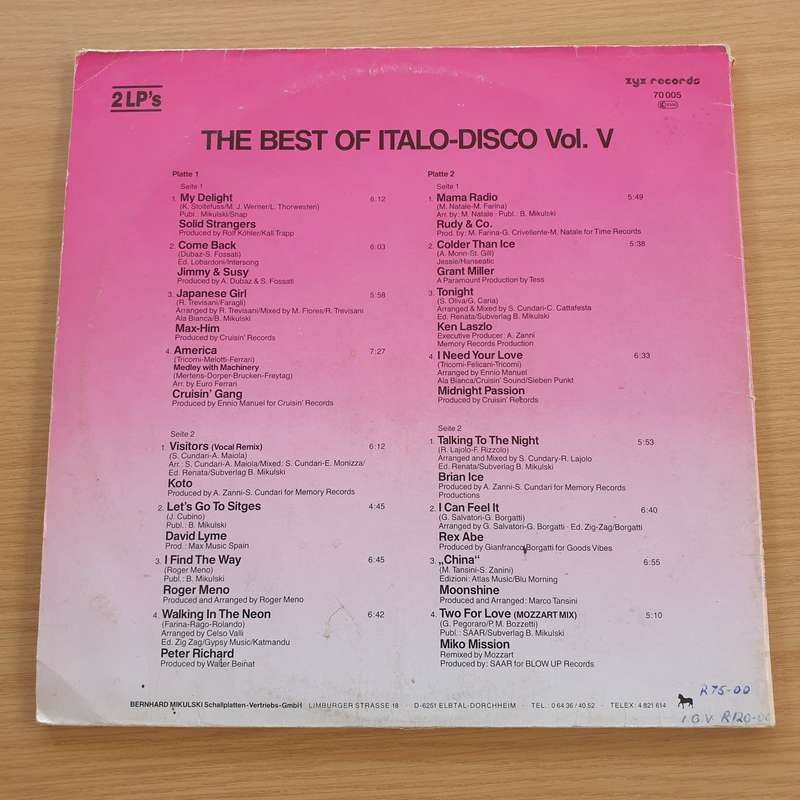 2 LP's
zyx records
70 005
THE BEST OF ITALO-DISCO Vol. V
Platte 1
Seite 1
1. My Delight 6:12
(K. Stoltefuss/M. J. Werner/L. Thorwesten)
Publ.: Mikulski/Snap
Solid Strangers
Produced by Rolf Köhler/Kali Trapp
2. Come Back 6:03
(Dubaz-S. Fossati)
Ed. Lobardoni/Intersong
Jimmy & Susy
Produced by A. Dubaz & S. Fossati
3. Japanese Girl 5:58
(R. Trevisani/Faragli)
Arranged by R. Trevisani/Mixed by M. Flores/R. Trevisani
Ala Bianca/B. Mikulski
Max-Him
Produced by Cruisin' Records
4. America 7:27
(Tricomi-Melotti-Ferrari)
Medley with Machinery
(Mertens-Dorper-Brucken-Freytag)
Arr. by Euro Ferrari
Cruisin' Gang
Produced by Ennio Manuel for Cruisin' Records
Seite 2
1. Visitors (Vocal Remix) 6:12
(S. Cundari-A. Maiola)
Arr.: S. Cundari-A. Maiola/Mixed: S. Cundari-E. Monizza/
Ed. Renata/Subverlag B. Mikulski
Koto
Produced by A. Zanni-S. Cundari for Memory Records
2. Let's Go To Sitges 4:45
(J. Cubino)
Publ.: B. Mikulski
David Lyme
Prod.: Max Music Spain
3. I Find The Way 6:45
(Roger Meno)
Publ.: B. Mikulski
Roger Meno
Produced and Arranged by Roger Meno
4. Walking In The Neon 6:42
(Farina-Rago-Rolando)
Arranged by Celso Valli
Ed. Zig Zag/Gypsy Music/Katmandu
Peter Richard
Produced by Walter Beinat
Platte 2
Seite 1
1. Mama Radio 5:49
(M. Natale-M. Farina)
Arr. by: M. Natale · Publ.: B. Mikulski
Rudy & Co.
Prod. by: M. Farina-G. Crivellente-M. Natale for Time Records
2. Colder Than Ice 5:38
(A. Monn-St. Gill)
Jessie/Hanseatic
Grant Miller
A Paramount Production by Tess
3. Tonight
(S. Oliva/G. Caria)
Arranged & Mixed by S. Cundari-C. Cattafesta
Ed. Renata/Subverlag B. Mikulski
Ken Laszlo
Executive Producer: A. Zanni
Memory Records Production
4. I Need Your Love 6:33
(Tricomi-Felicani-Tricomi)
Arranged by Ennio Manuel
Ala Bianca/Cruisin' Sound/Sieben Punkt
Midnight Passion
Produced by Cruisin' Records
Seite 2
1. Talking To The Night 5:53
(R. Lajolo-F. Rizzolo)
Arranged and Mixed by S. Cundary-R. Lajolo
Ed. Renata/Subverlag B. Mikulski
Brian Ice
Produced by A. Zanni-S. Cundari for Memory Records
Productions
2. I Can Feel It 6:40
(G. Salvatori-G. Borgatti)
Arranged by G. Salvatori-G. Borgatti · Ed. Zig-Zag/Borgatti
Rex Abe
Produced by Gianfranco Borgatti for Goods Vibes
3. „China“ 6:55
(M. Tansini-S. Zanini)
Edizioni: Atlas Music/Blu Morning
Moonshine
Produced and Arranged: Marco Tansini
4. Two For Love (MOZZART MIX) 5:10
(G. Pegoraro/P. M. Bozzetti)
Publ.: SAAR/Subverlag B. Mikulski
Miko Mission
Remixed by Mozzart
Produced by: SAAR for BLOW UP Records
R75-00
BERNHARD MIKULSKI Schallplatten-Vertriebs-GmbH · LIMBURGER STRASSE 18 · D-6251 ELBTAL-DORCHHEIM · TEL.: 0 64 36 / 40 52 · TELEX: 4 821 614
I.G.V R120-00